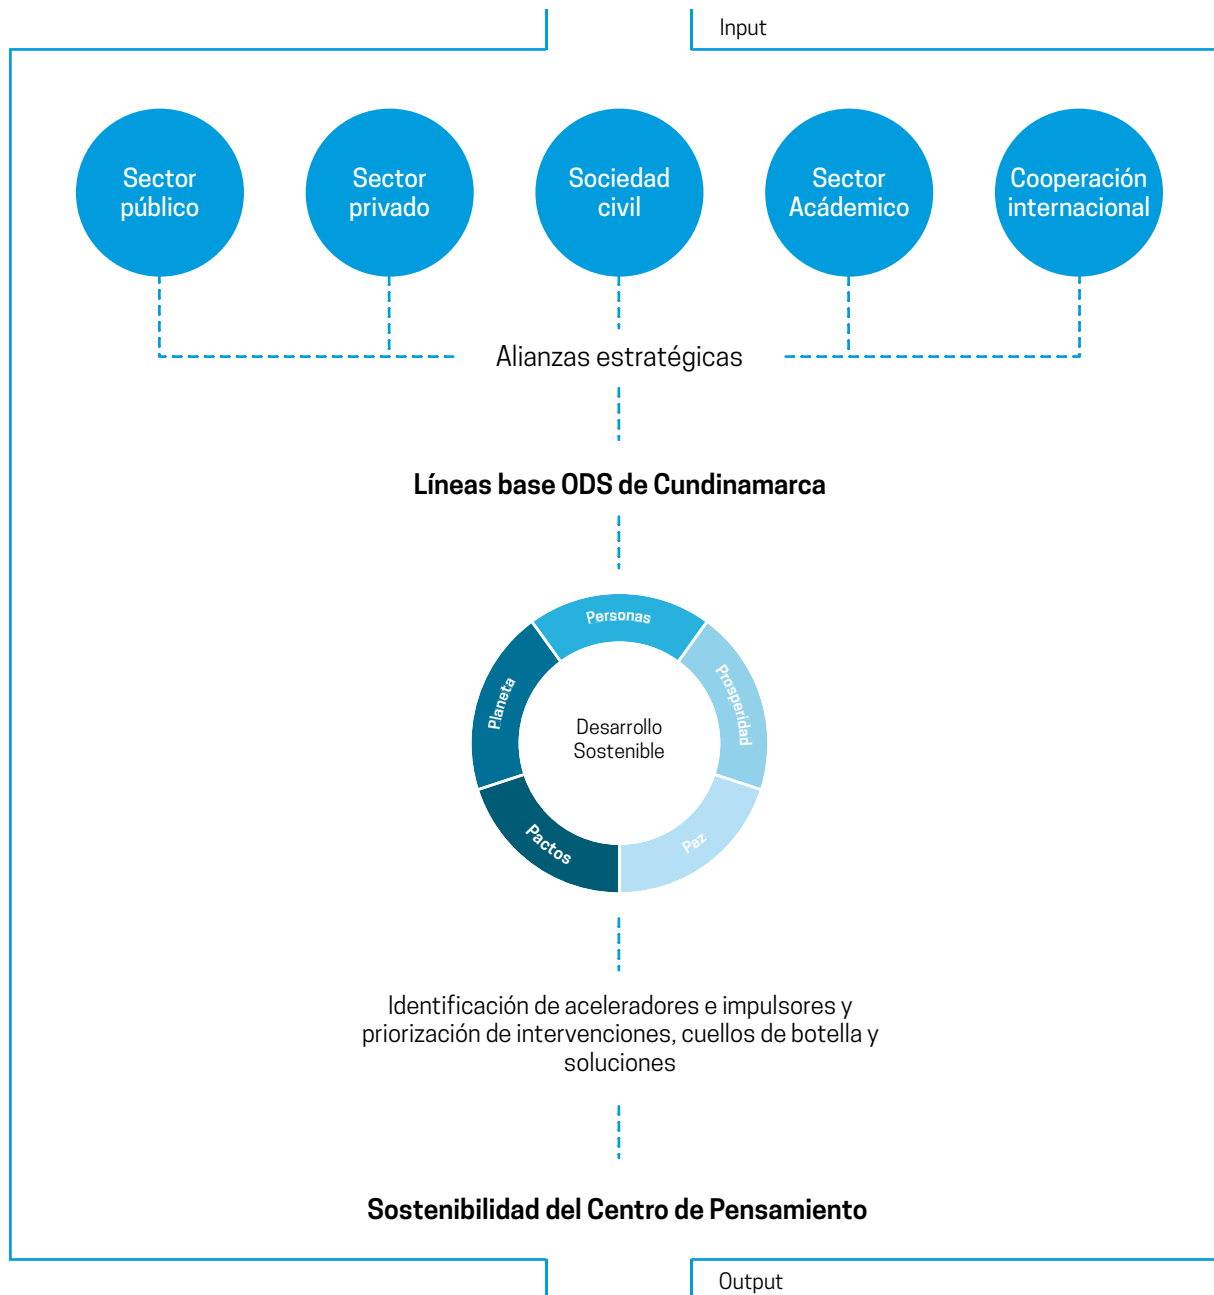 Input
Sector
público
Sector
privado
Sociedad
civil
Sector
Acádemico
Cooperación
internacional
Alianzas estratégicas
Líneas base ODS de Cundinamarca
Personas
Prosperidad
Planeta
Desarrollo
Sostenible
Pactos
Paz
Identificación de aceleradores e impulsores y
priorización de intervenciones, cuellos de botella y
soluciones
Sostenibilidad del Centro de Pensamiento
Output